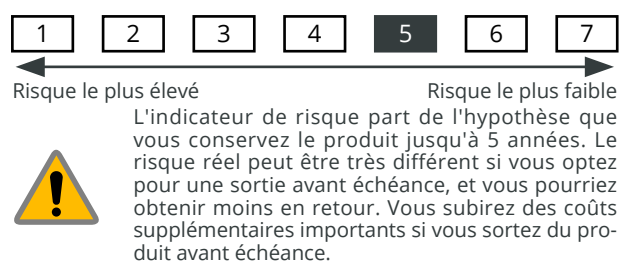 1 2 3 4 5 6 7
Risque le plus élevé Risque le plus faible
L'indicateur de risque part de l'hypothèse que
vous conservez le produit jusqu'à 5 années. Le
risque réel peut être très différent si vous optez
pour une sortie avant échéance, et vous pourriez
obtenir moins en retour. Vous subirez des coûts
supplémentaires importants si vous sortez du pro-
duit avant échéance.